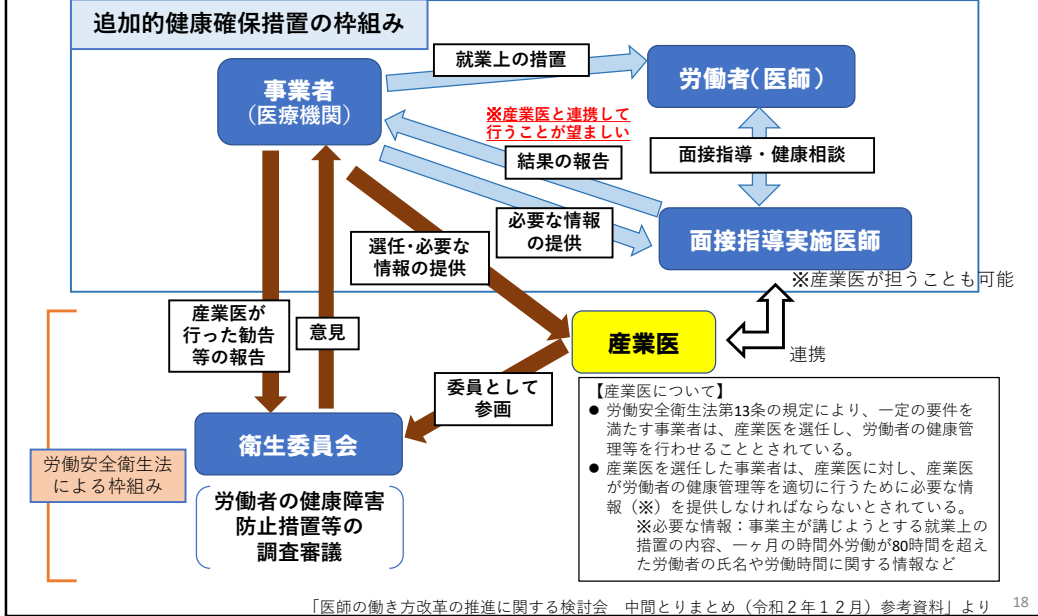 追加的健康確保措置の枠組み
就業上の措置
事業者
（医療機関）
労働者（医師）
※産業医と連携して
行うことが望ましい
結果の報告
面接指導・健康相談
必要な情報
の提供
面接指導実施医師
選任・必要な
情報の提供
※産業医が担うことも可能
産業医が
行った勧告
等の報告
意見
産業医
連携
委員として
参画
衛生委員会
労働安全衛生法
による枠組み
労働者の健康障害
防止措置等の
調査審議
【産業医について】
● 労働安全衛生法第13条の規定により、一定の要件を
満たす事業者は、産業医を選任し、労働者の健康管
理等を行わせることとされている。
● 産業医を選任した事業者は、産業医に対し、産業医
が労働者の健康管理等を適切に行うために必要な情
報（※）を提供しなければならないとされている。
※必要な情報：事業主が講じようとする就業上の
措置の内容、一ヶ月の時間外労働が80時間を超え
た労働者の氏名や労働時間に関する情報など
「医師の働き方改革の推進に関する検討会　中間とりまとめ（令和２年１２月）参考資料」より
18